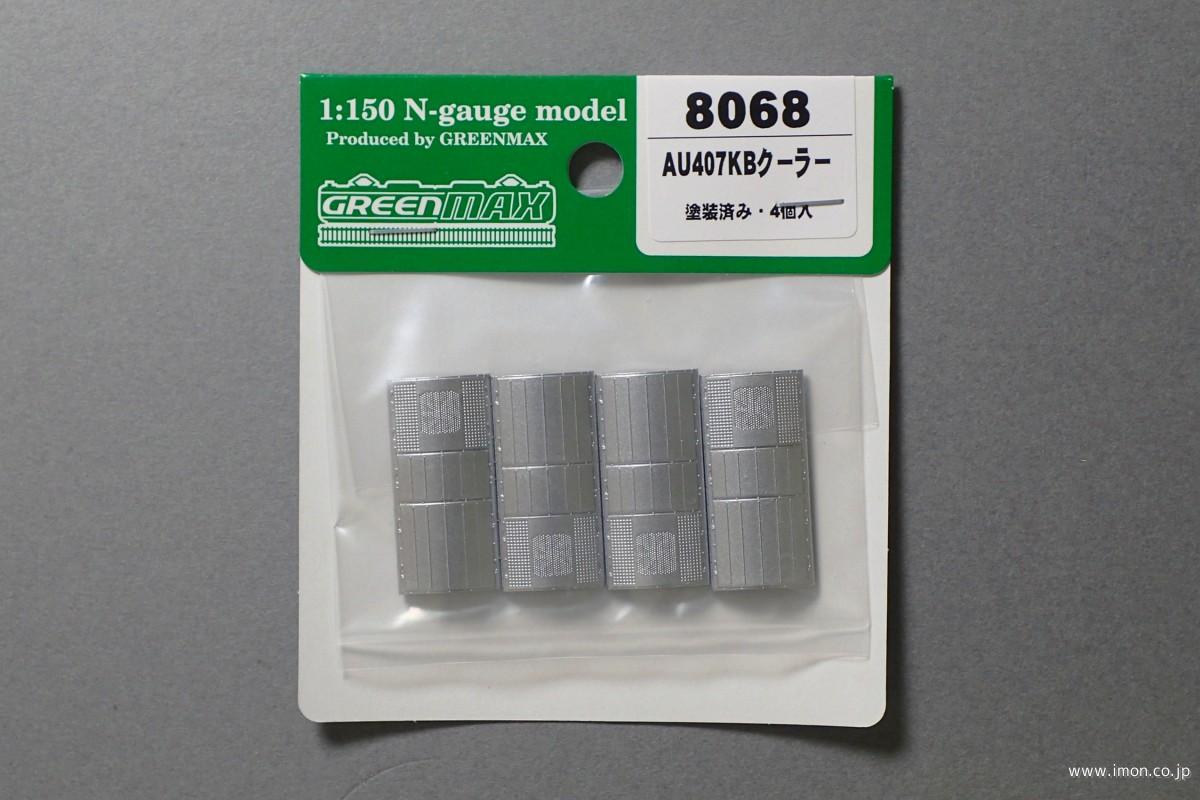 1:150 N-gauge model
Produced by GREENMAX
GREENMAX
8068
AU407KBクーラー
塗装済み・4個入
www.imon.co.jp